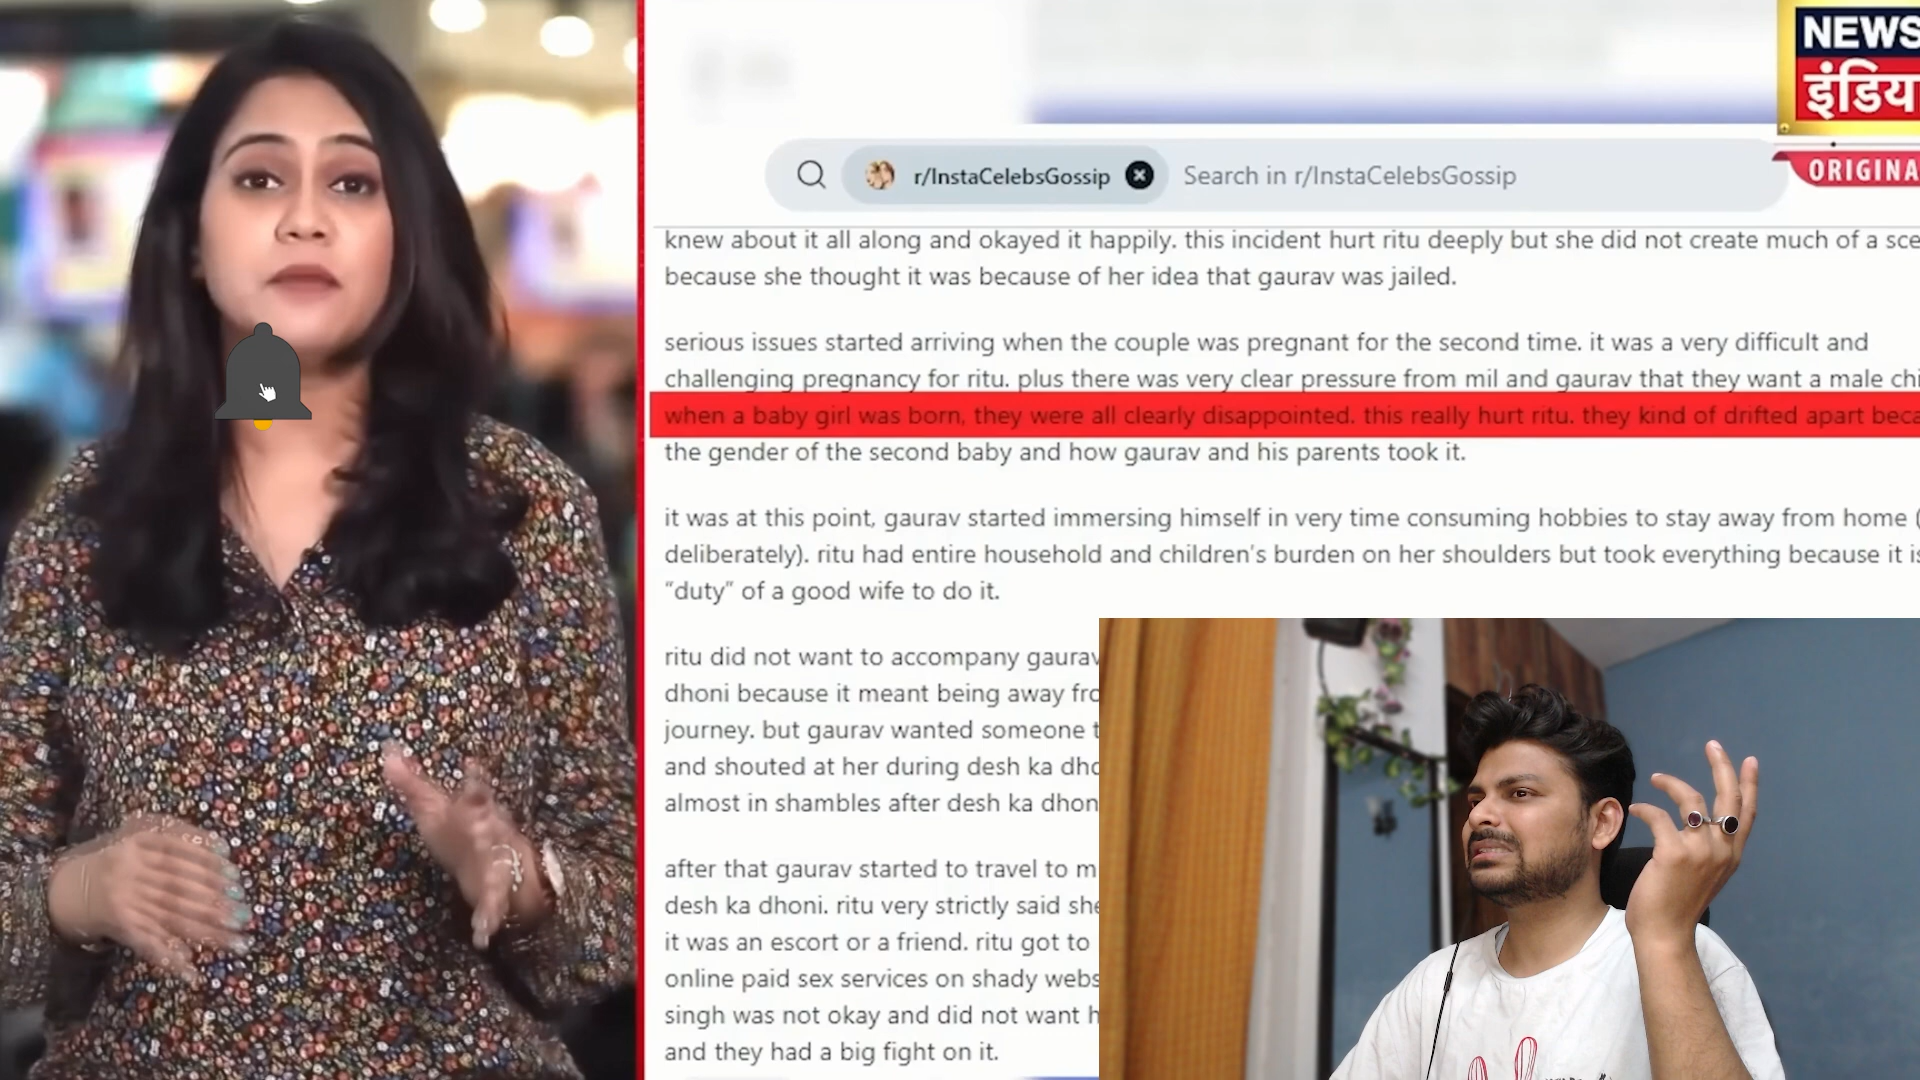 NEWS
इंडिय
ORIGINA
r/InstaCelebsGossip
Search in r/InstaCelebsGossip
knew about it all along and okayed it happily. this incident hurt ritu deeply but she did not create much of a sce
because she thought it was because of her idea that gaurav was jailed.
serious issues started arriving when the couple was pregnant for the second time. it was a very difficult and
challenging pregnancy for ritu. plus there was very clear pressure from mil and gaurav that they want a male chi
when a baby girl was born, they were all clearly disappointed. this really hurt ritu. they kind of drifted apart beca
the gender of the second baby and how gaurav and his parents took it.
it was at this point, gaurav started immersing himself in very time consuming hobbies to stay away from home (
deliberately). ritu had entire household and children's burden on her shoulders but took everything because it is
“duty” of a good wife to do it.
ritu did not want to accompany gaurav
dhoni because it meant being away fro
journey. but gaurav wanted someone t
and shouted at her during desh ka dho
almost in shambles after desh ka dhon
after that gaurav started to travel to m
desh ka dhoni. ritu very strictly said she
it was an escort or a friend. ritu got to
online paid sex services on shady webs
singh was not okay and did not want h
and they had a big fight on it.